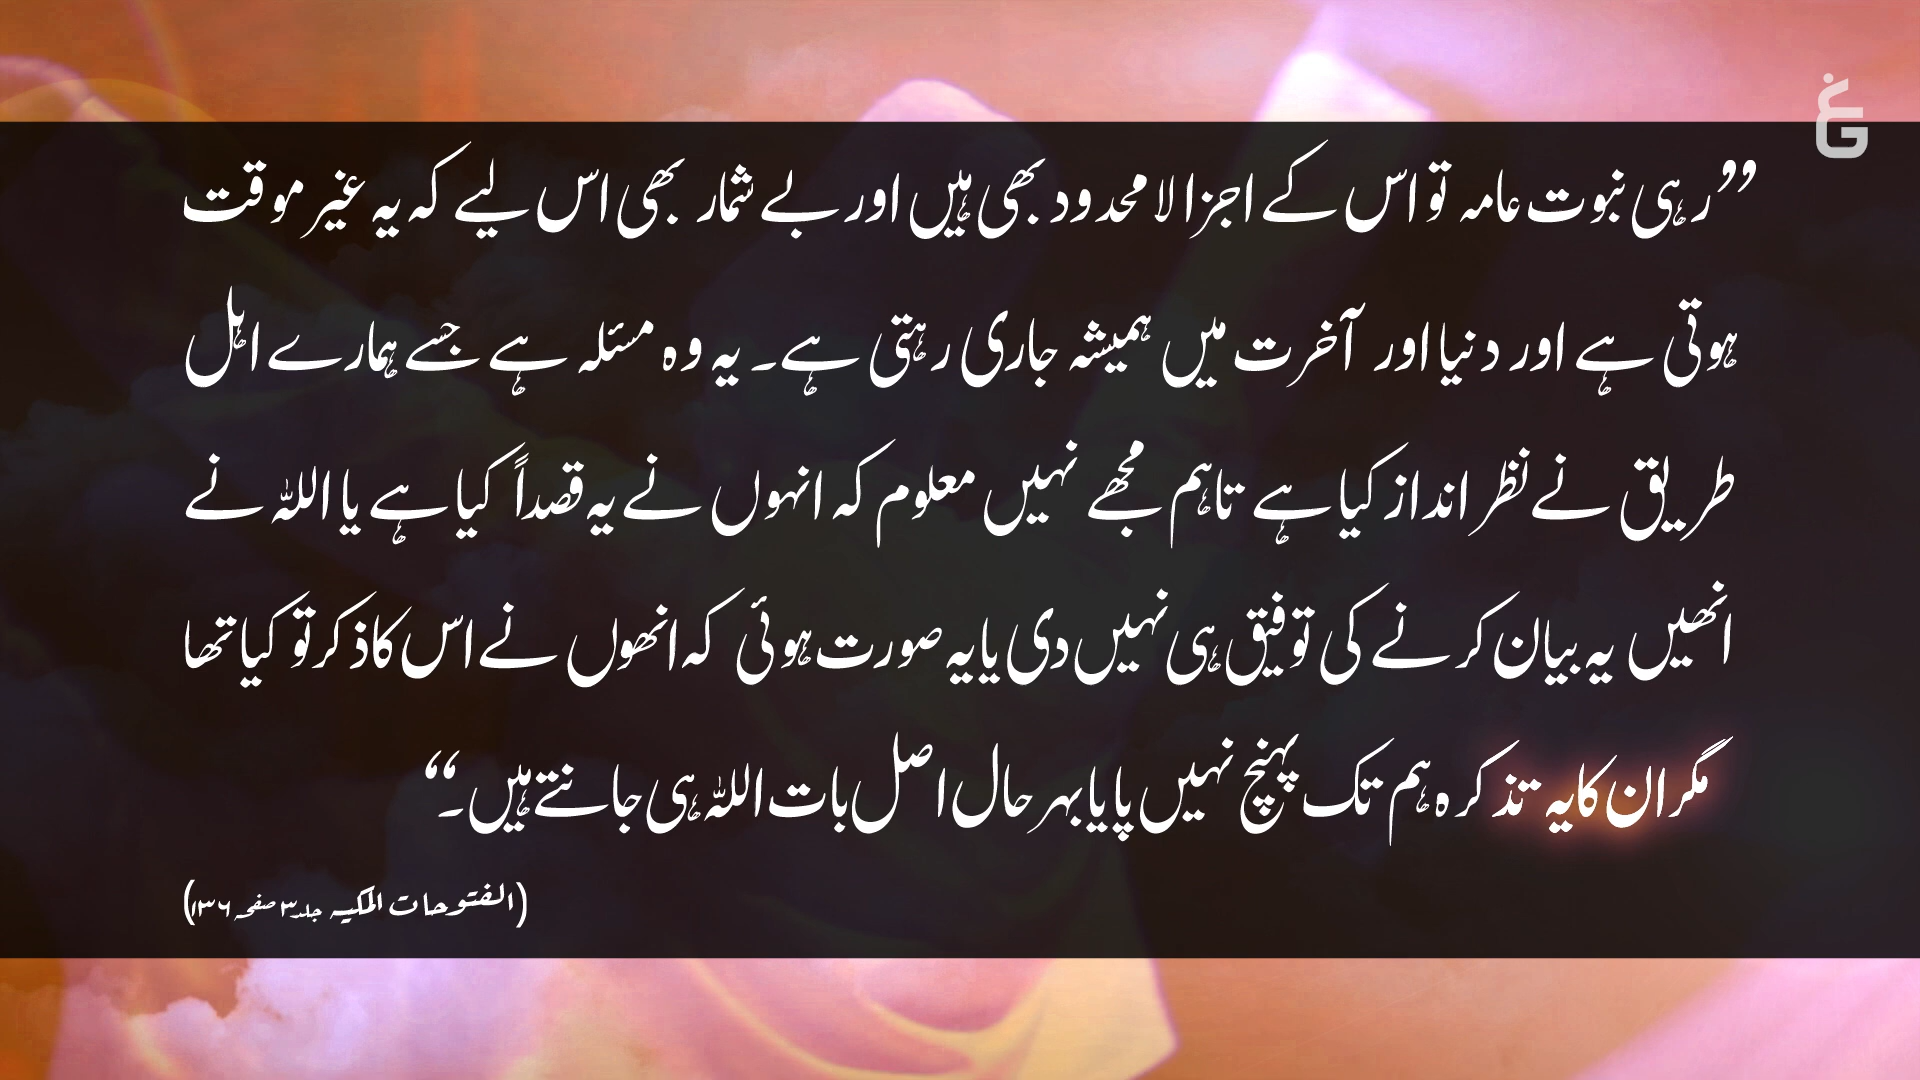 ”رہی نبوت عامہ تو اس کے اجزا لا محدود بھی ہیں اور بے شمار بھی اس لیے کہ یہ غیر موقت
ہوتی ہے اور دنیا اور آخرت میں ہمیشہ جاری رہتی ہے۔ یہ وہ مسئلہ ہے جسے ہمارے اہل
طریق نے نظر انداز کیا ہے تاہم مجھے نہیں معلوم کہ انہوں نے یہ قصداً کیا ہے یا اللہ نے
انھیں یہ بیان کرنے کی توفیق ہی نہیں دی یا یہ صورت ہوئی کہ انھوں نے اس کا ذکر تو کیا تھا
مگر ان کا یہ تذکرہ ہم تک پہنچ نہیں پایا بہر حال اصل بات اللہ ہی جانتے ہیں۔“
(الفتوحات المکیہ جلد۳ صفحہ ۱۳۶)